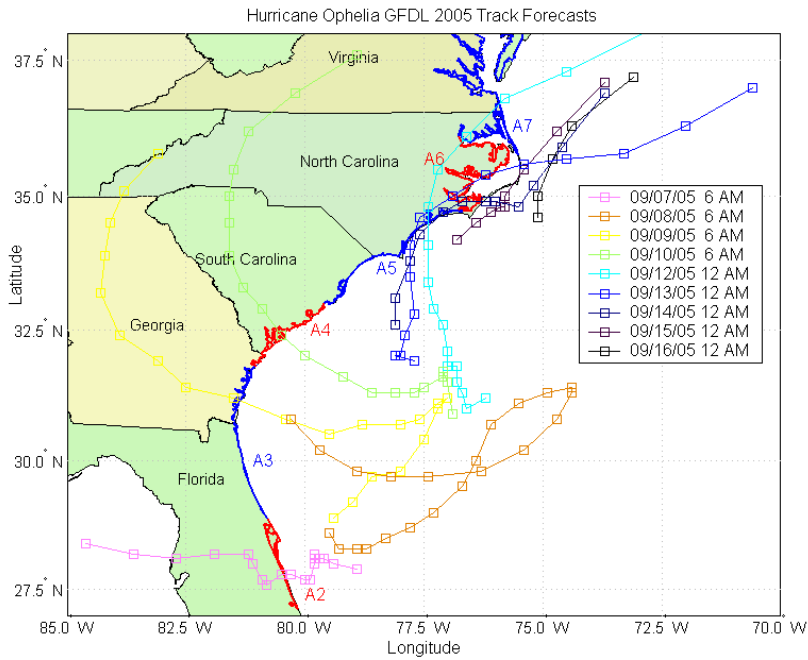 Hurricane Ophelia GFDL 2005 Track Forecasts
37.5° N
Virginia
A7
North Carolina
A6
35.0° N
09/07/05 6 AM
09/08/05 6 AM
09/09/05 6 AM
09/10/05 6 AM
09/12/05 12 AM
09/13/05 12 AM
09/14/05 12 AM
09/15/05 12 AM
09/16/05 12 AM
South Carolina
A5
Latitude
Georgia
A4
32.5° N
A3
30.0° N
Florida
A2
27.5° N
85.0° W
82.5° W
80.0° W
77.5° W
75.0° W
72.5° W
70.0° W
Longitude